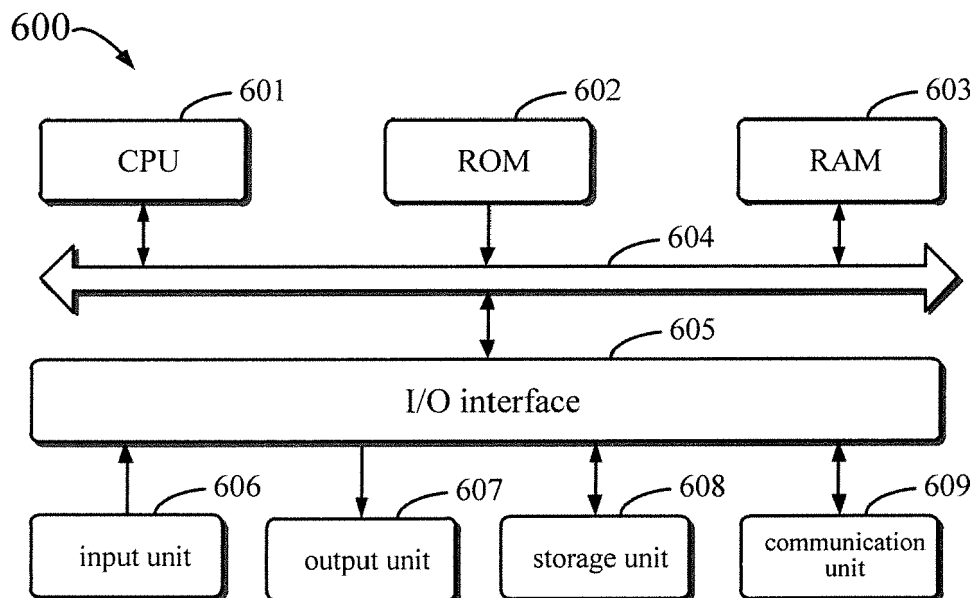 600
601
602
603
CPU
ROM
RAM
604
605
I/O interface
606
607
608
609
input unit
output unit
storage unit
communication
unit